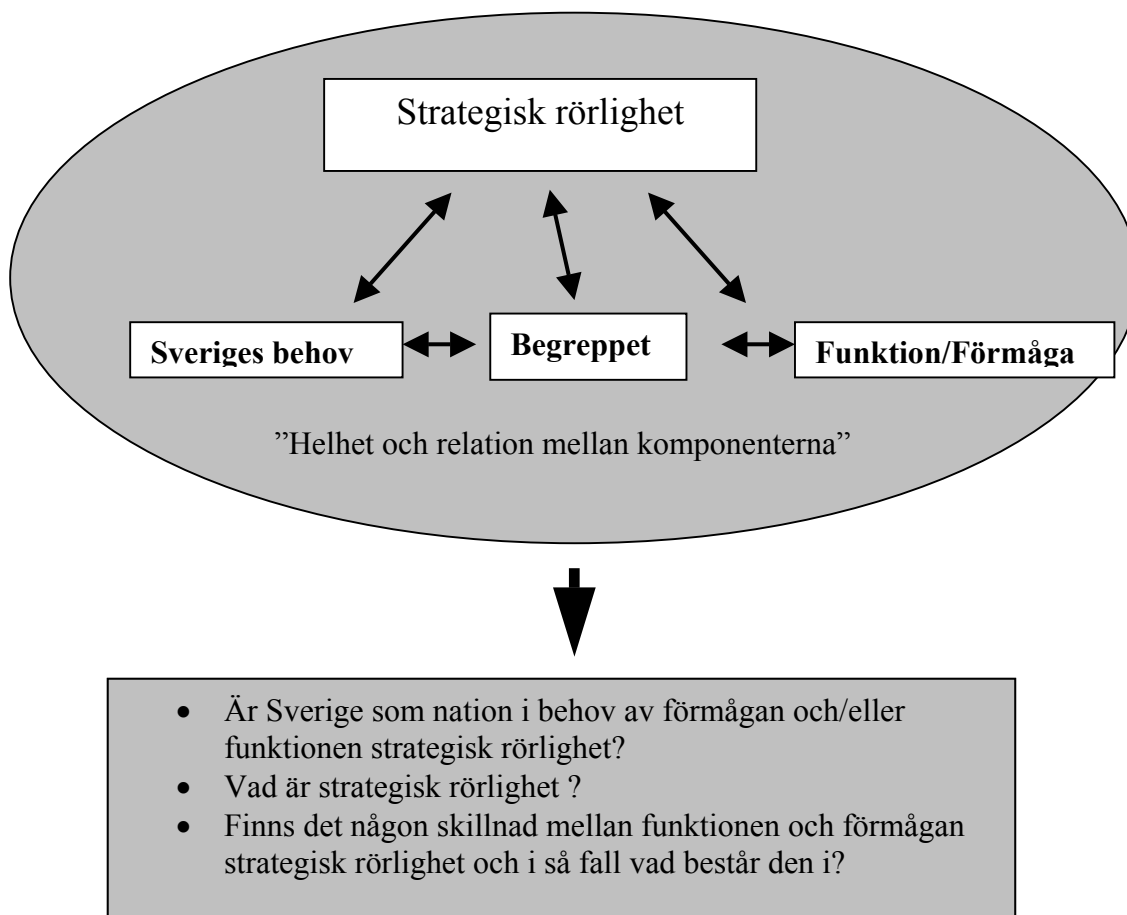 Strategisk rörlighet
Sveriges behov
Begreppet
Funktion/Förmåga
”Helhet och relation mellan komponenterna”
• Är Sverige som nation i behov av förmågan och/eller
funktionen strategisk rörlighet?
• Vad är strategisk rörlighet ?
• Finns det någon skillnad mellan funktionen och förmågan
strategisk rörlighet och i så fall vad består den i?